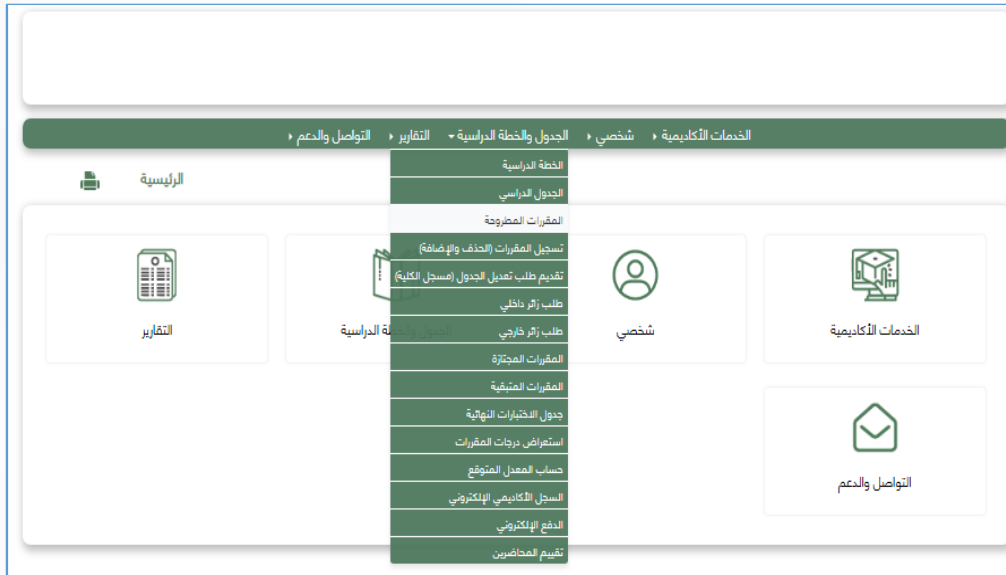 الخدمات الأكاديمية
شخصي
الجدول والخطة الدراسية
التقارير
التواصل والدعم
الخطة الدراسية
الجدول الدراسي
المقررات المطروحة
تسجيل المقررات (الحذف والإضافة)
تقديم طلب تعديل الجدول (مسجل الكلية)
طلب زائر داخلي
طلب زائر خارجي
المقررات المجتازة
المقررات المتبقية
جدول الاختبارات النهائية
استعراض درجات المقررات
حساب المعدل المتوقع
السجل الأكاديمي الإلكتروني
الدفع الإلكتروني
تقييم المحاضرين
الرئيسية
الخدمات الأكاديمية
شخصي
الجدول والخطة الدراسية
التقارير
التواصل والدعم